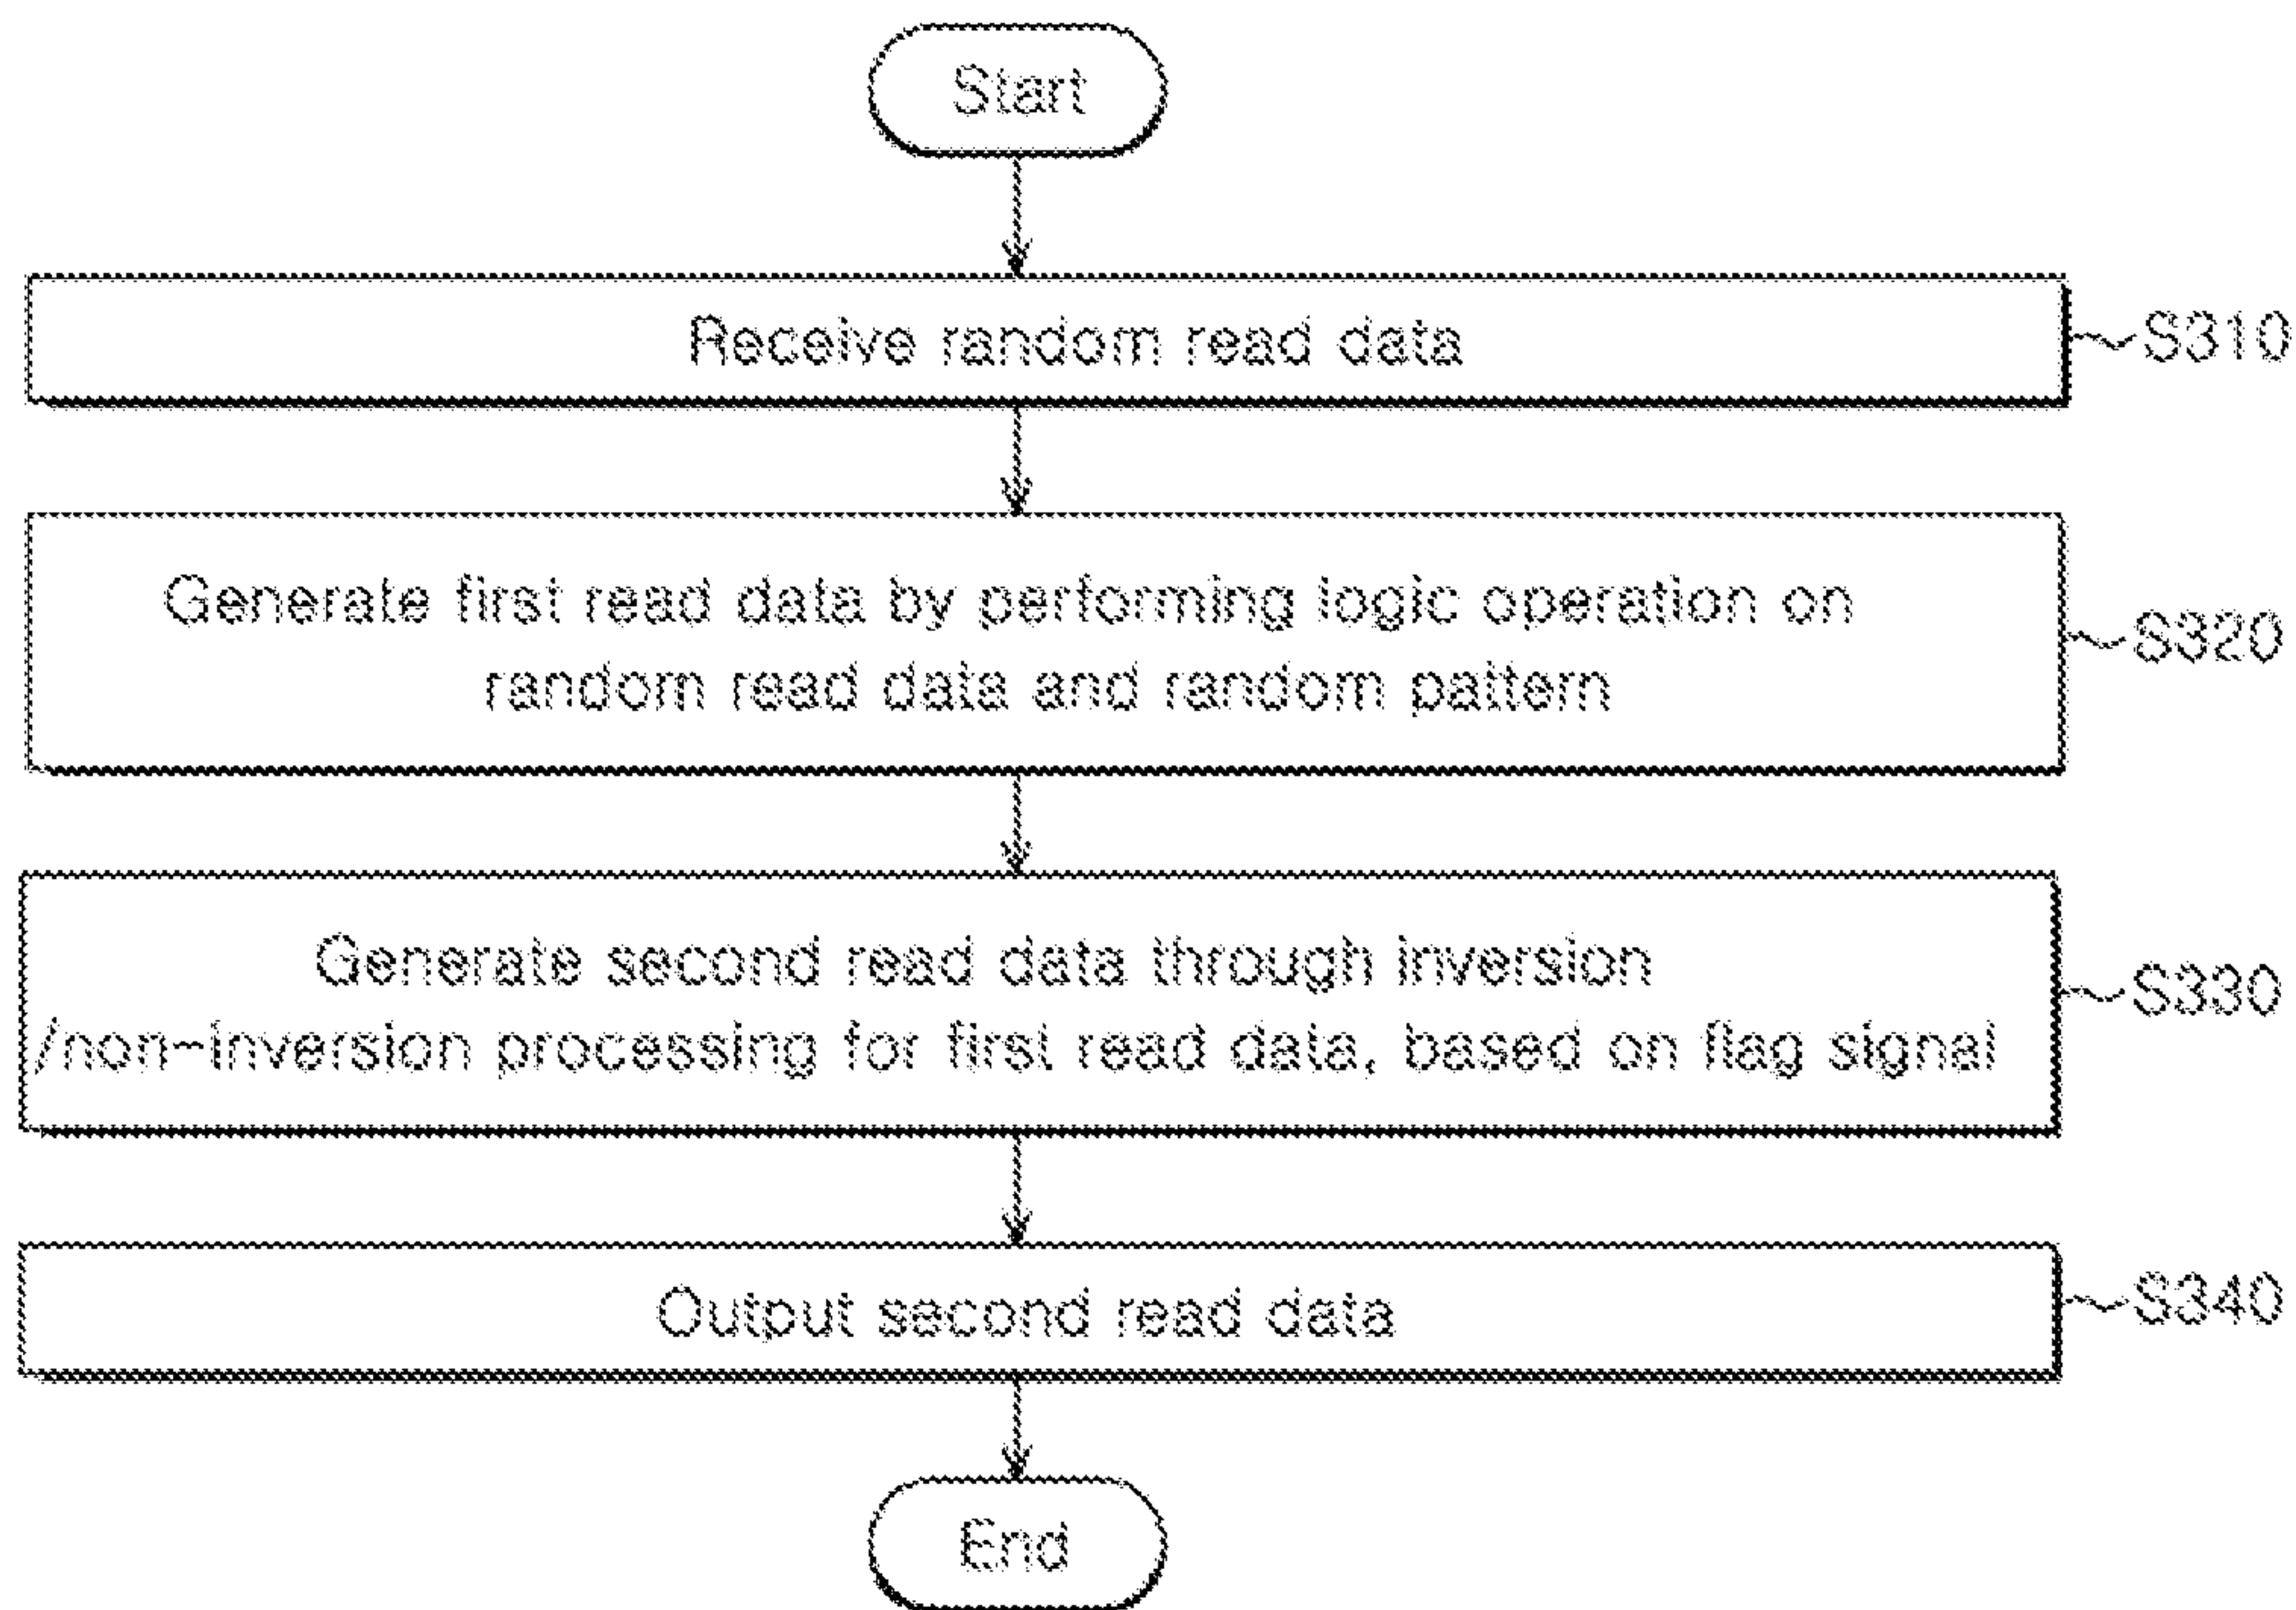 Start
Receive random read data
S310
Generate first read data by performing logic operation on
random read data and random pattern
S320
Generate second read data through inversion
/non-inversion processing for first read data, based on flag signal
S330
Output second read data
S340
End